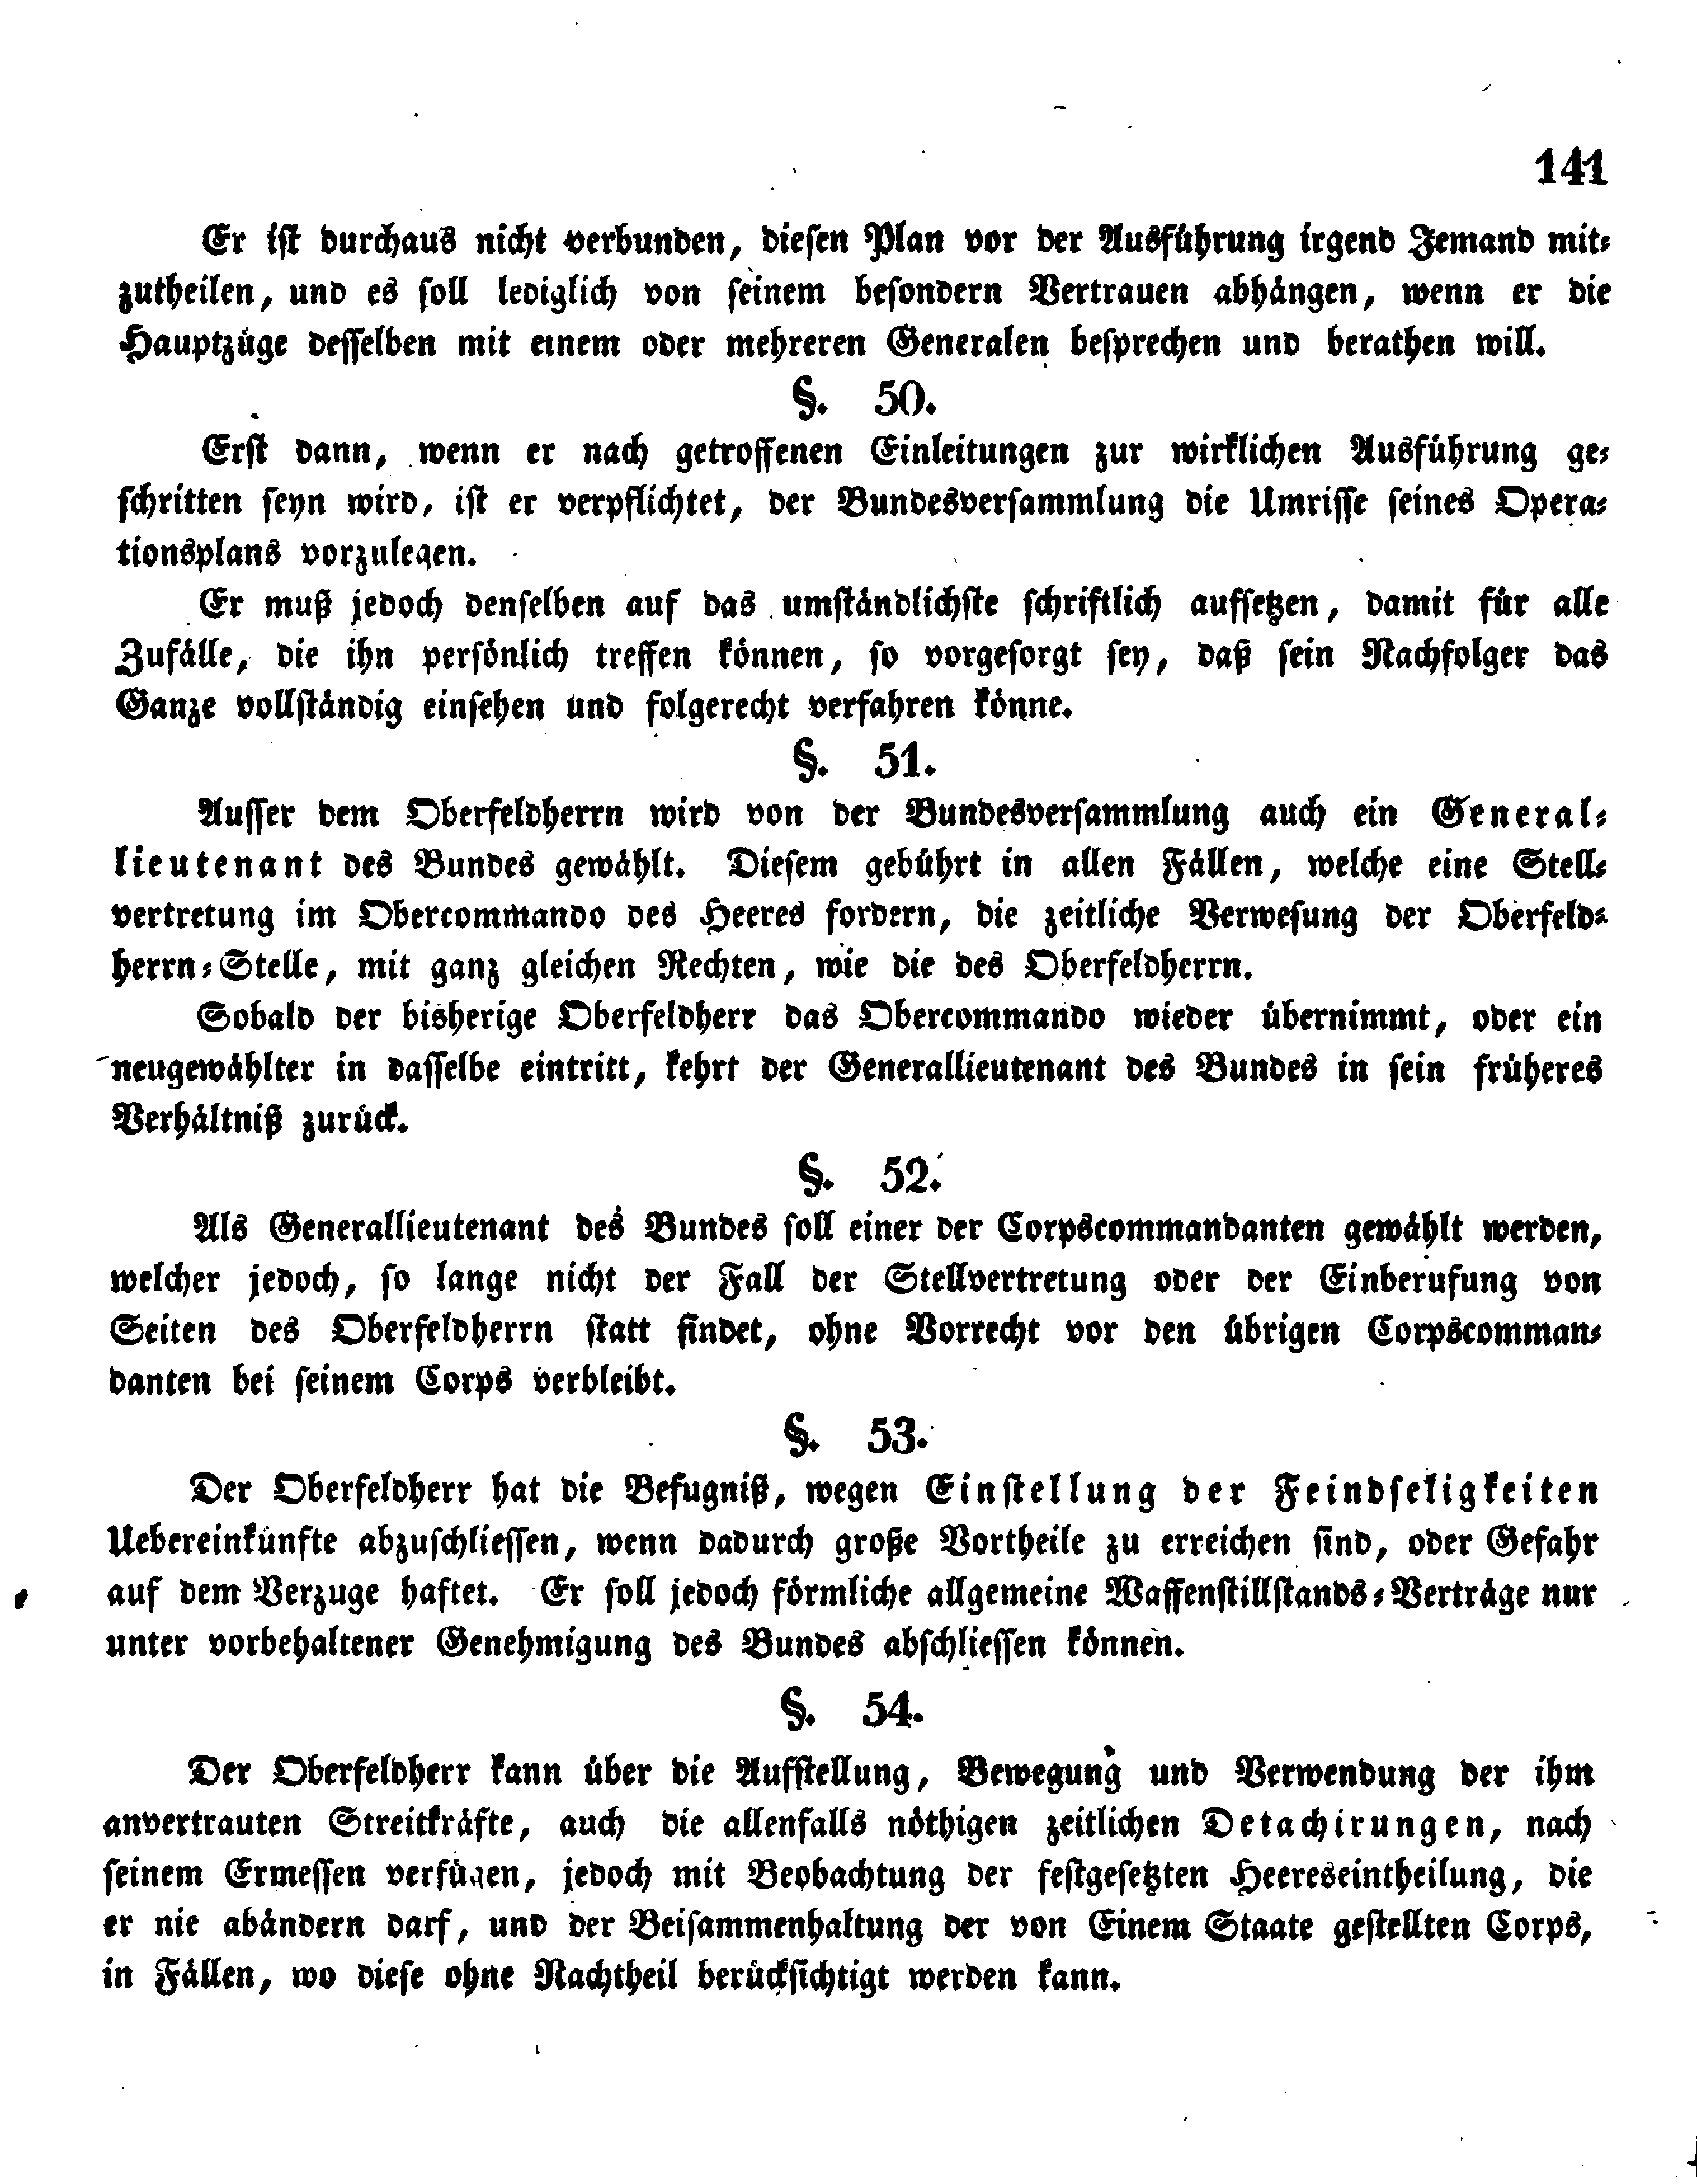 141
Er ist durchaus nicht verbunden, diesen Plan vor der Ausführung irgend Jemand mit-
zutheilen, und es soll lediglich von seinem besondern Vertrauen abhängen, wenn er die
Hauptzüge desselben mit einem oder mehreren Generalen besprechen und berathen will.
§. 50.
Erst dann, wenn er nach getroffenen Einleitungen zur wirklichen Ausführung ge-
schritten seyn wird, ist er verpflichtet, der Bundesversammlung die Umrisse seines Opera-
tionsplans vorzulegen.
Er muß jedoch denselben auf das umständlichste schriftlich aufsetzen, damit für alle
Zufälle, die ihn persönlich treffen können, so vorgesorgt sey, daß sein Nachfolger das
Ganze vollständig einsehen und folgerecht verfahren könne.
§. 51.
Ausser dem Oberfeldherrn wird von der Bundesversammlung auch ein General-
lieutenant des Bundes gewählt. Diesem gebührt in allen Fällen, welche eine Stell-
vertretung im Obercommando des Heeres fordern, die zeitliche Verwesung der Oberfeld-
herrn-Stelle, mit ganz gleichen Rechten, wie die des Oberfeldherrn.
Sobald der bisherige Oberfeldherr das Obercommando wieder übernimmt, oder ein
neugewählter in dasselbe eintritt, kehrt der Generallieutenant des Bundes in sein früheres
Verhältniß zurück.
§. 52.
Als Generallieutenant des Bundes soll einer der Corpscommandanten gewählt werden,
welcher jedoch, so lange nicht der Fall der Stellvertretung oder der Einberufung von
Seiten des Oberfeldherrn statt findet, ohne Vorrecht vor den übrigen Corpscomman-
danten bei seinem Corps verbleibt.
§. 53.
Der Oberfeldherr hat die Befugniß, wegen Einstellung der Feindseligkeiten
Uebereinkünfte abzuschliessen, wenn dadurch große Vortheile zu erreichen sind, oder Gefahr
auf dem Verzuge haftet. Er soll jedoch förmliche allgemeine Waffenstillstands-Verträge nur
unter vorbehaltener Genehmigung des Bundes abschliessen können.
§. 54.
Der Oberfeldherr kann über die Aufstellung, Bewegung und Verwendung der ihm
anvertrauten Streitkräfte, auch die allenfalls nöthigen zeitlichen Detachirungen, nach
seinem Ermessen verfügen, jedoch mit Beobachtung der festgesetzten Heereseintheilung, die
er nie abändern darf, und der Beisammenhaltung der von Einem Staate gestellten Corps,
in Fällen, wo diese ohne Nachtheil berücksichtigt werden kann.